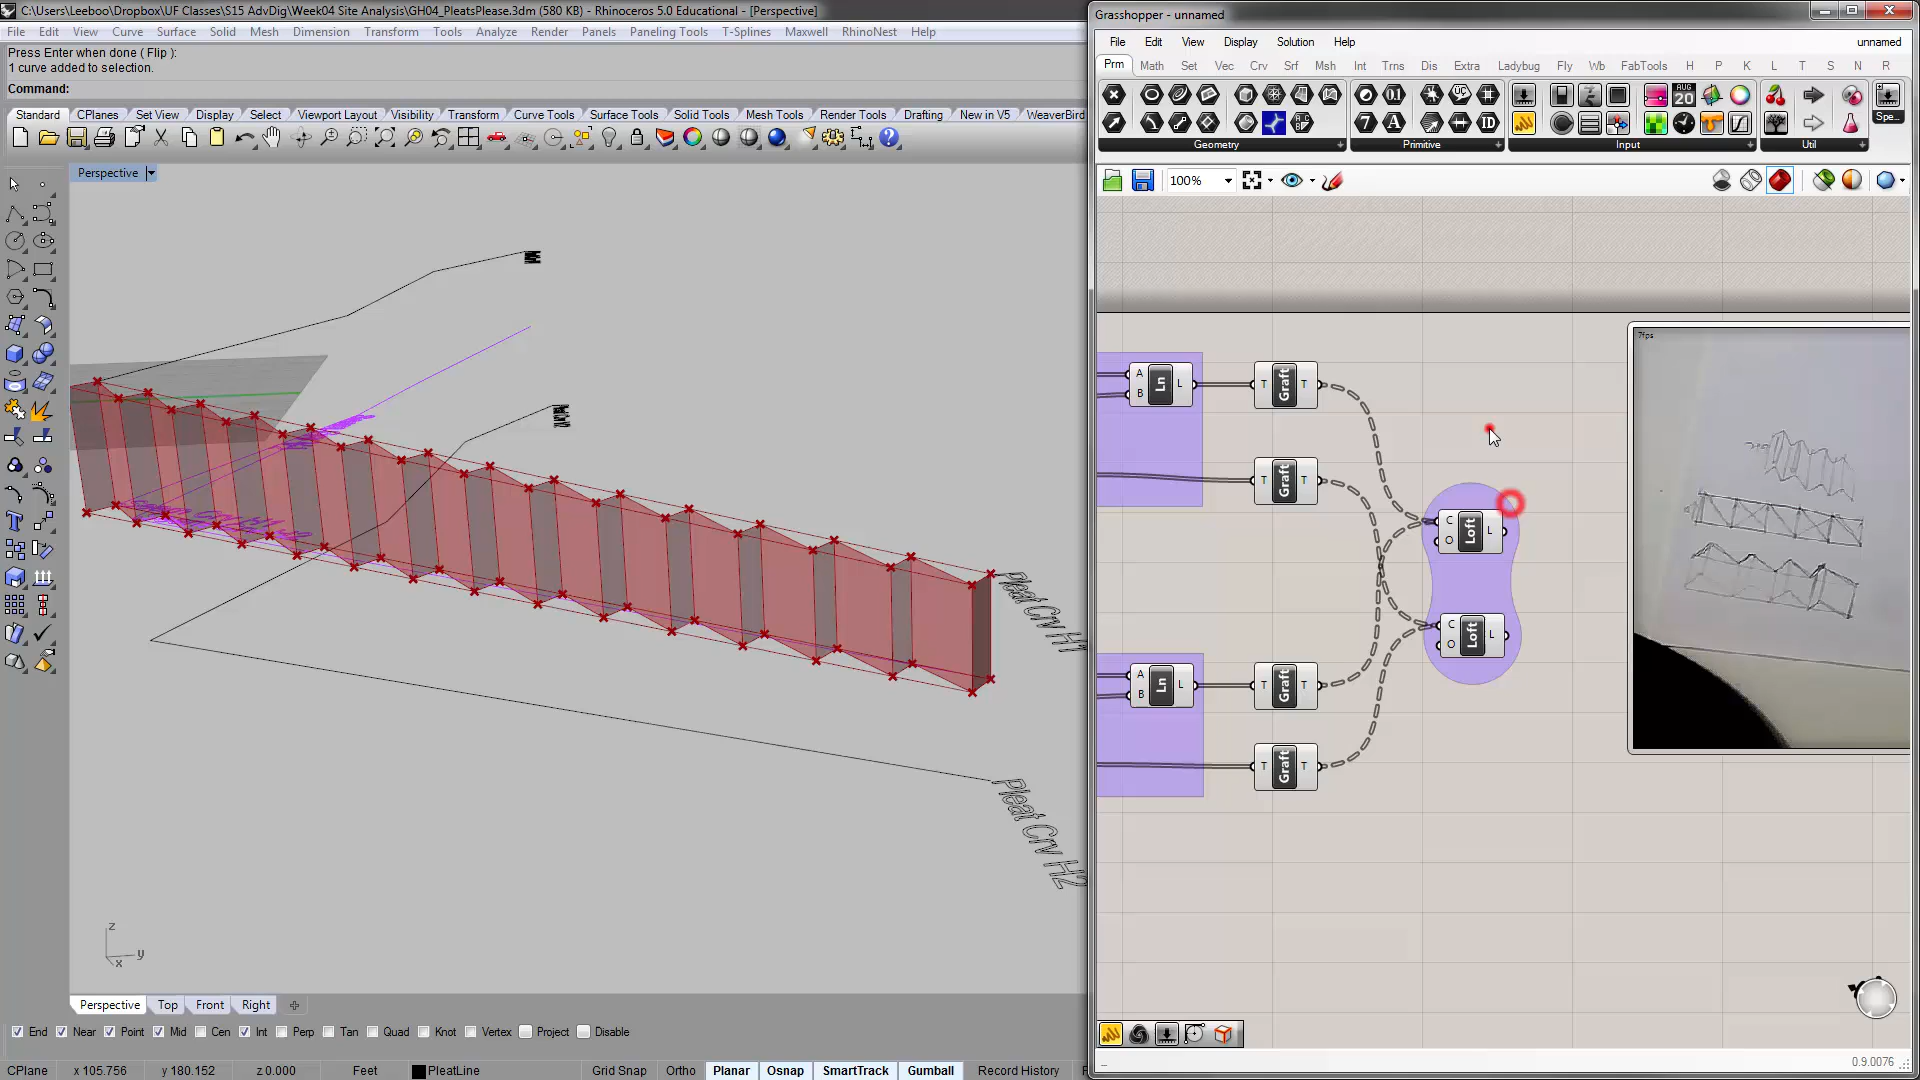 C:\Users\Leeboo\Dropbox\UF Classes\S15 AdvDig\Week04 Site Analysis\GH04_PleatsPlease.3dm (580 KB) - Rhinoceros 5.0 Educational - [Perspective]
File Edit View Curve Surface Solid Mesh Dimension Transform Tools Analyze Render Panels Paneling Tools T-Splines Maxwell RhinoNest Help
Press Enter when done ( Flip ):
1 curve added to selection.
Command:
Standard CPlanes Set View Display Select Viewport Layout Visibility Transform Curve Tools Surface Tools Solid Tools Mesh Tools Render Tools Drafting New in V5 WeaverBird
Perspective
Pleat Crv H1
Pleat Crv H2
z
y
x
Perspective Top Front Right
End Near Point Mid Cen Int Perp Tan Quad Knot Vertex Project Disable
CPlane x 105.756 y 180.152 z 0.000 Feet PleatLine Grid Snap Ortho Planar Osnap SmartTrack Gumball Record History
Grasshopper - unnamed
File Edit View Display Solution Help unnamed
Prm Math Set Vec Crv Srf Msh Int Trns Dis Extra Ladybug Fly Wb FabTools H P K L T S N R
Geometry Primitive Input Util Spe...
100%
A B Ln L T Graft T
T Graft T
C O Loft L
C O Loft L
A B Ln L T Graft T
T Graft T
7fps
0.9.0076